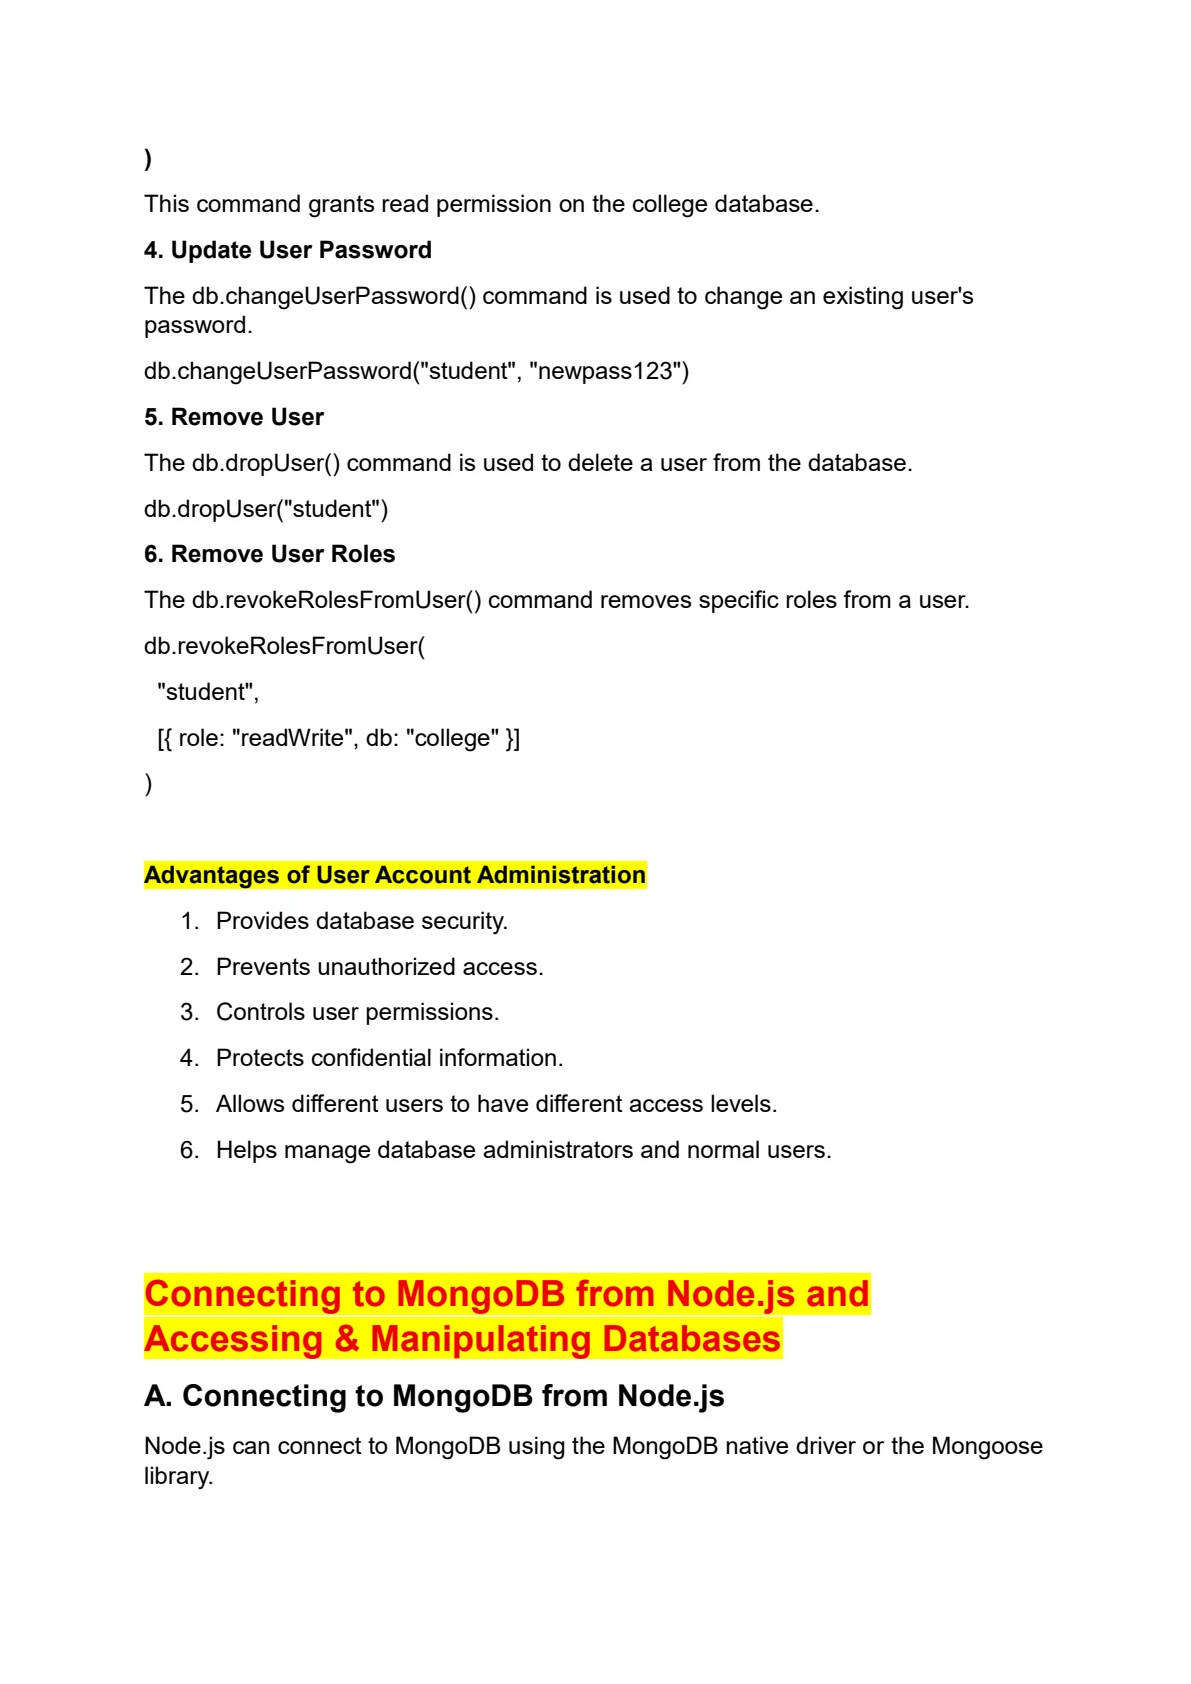 )
This command grants read permission on the college database.
4. Update User Password
The db.changeUserPassword() command is used to change an existing user's
password.
db.changeUserPassword("student", "newpass123")
5. Remove User
The db.dropUser() command is used to delete a user from the database.
db.dropUser("student")
6. Remove User Roles
The db.revokeRolesFromUser() command removes specific roles from a user.
db.revokeRolesFromUser(
"student",
[{ role: "readWrite", db: "college" }]
)
Advantages of User Account Administration
1. Provides database security.
2. Prevents unauthorized access.
3. Controls user permissions.
4. Protects confidential information.
5. Allows different users to have different access levels.
6. Helps manage database administrators and normal users.
Connecting to MongoDB from Node.js and
Accessing & Manipulating Databases
A. Connecting to MongoDB from Node.js
Node.js can connect to MongoDB using the MongoDB native driver or the Mongoose
library.